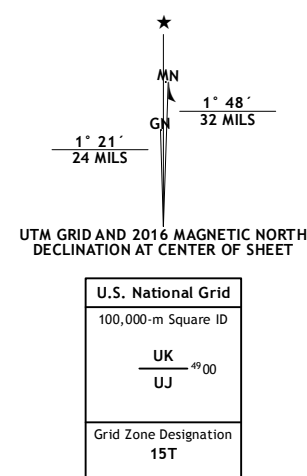 ★
MN
1° 48´
32 MILS
GN
1° 21´
24 MILS
UTM GRID AND 2016 MAGNETIC NORTH
DECLINATION AT CENTER OF SHEET
U.S. National Grid
100,000-m Square ID
UK
4900
UJ
Grid Zone Designation
15T